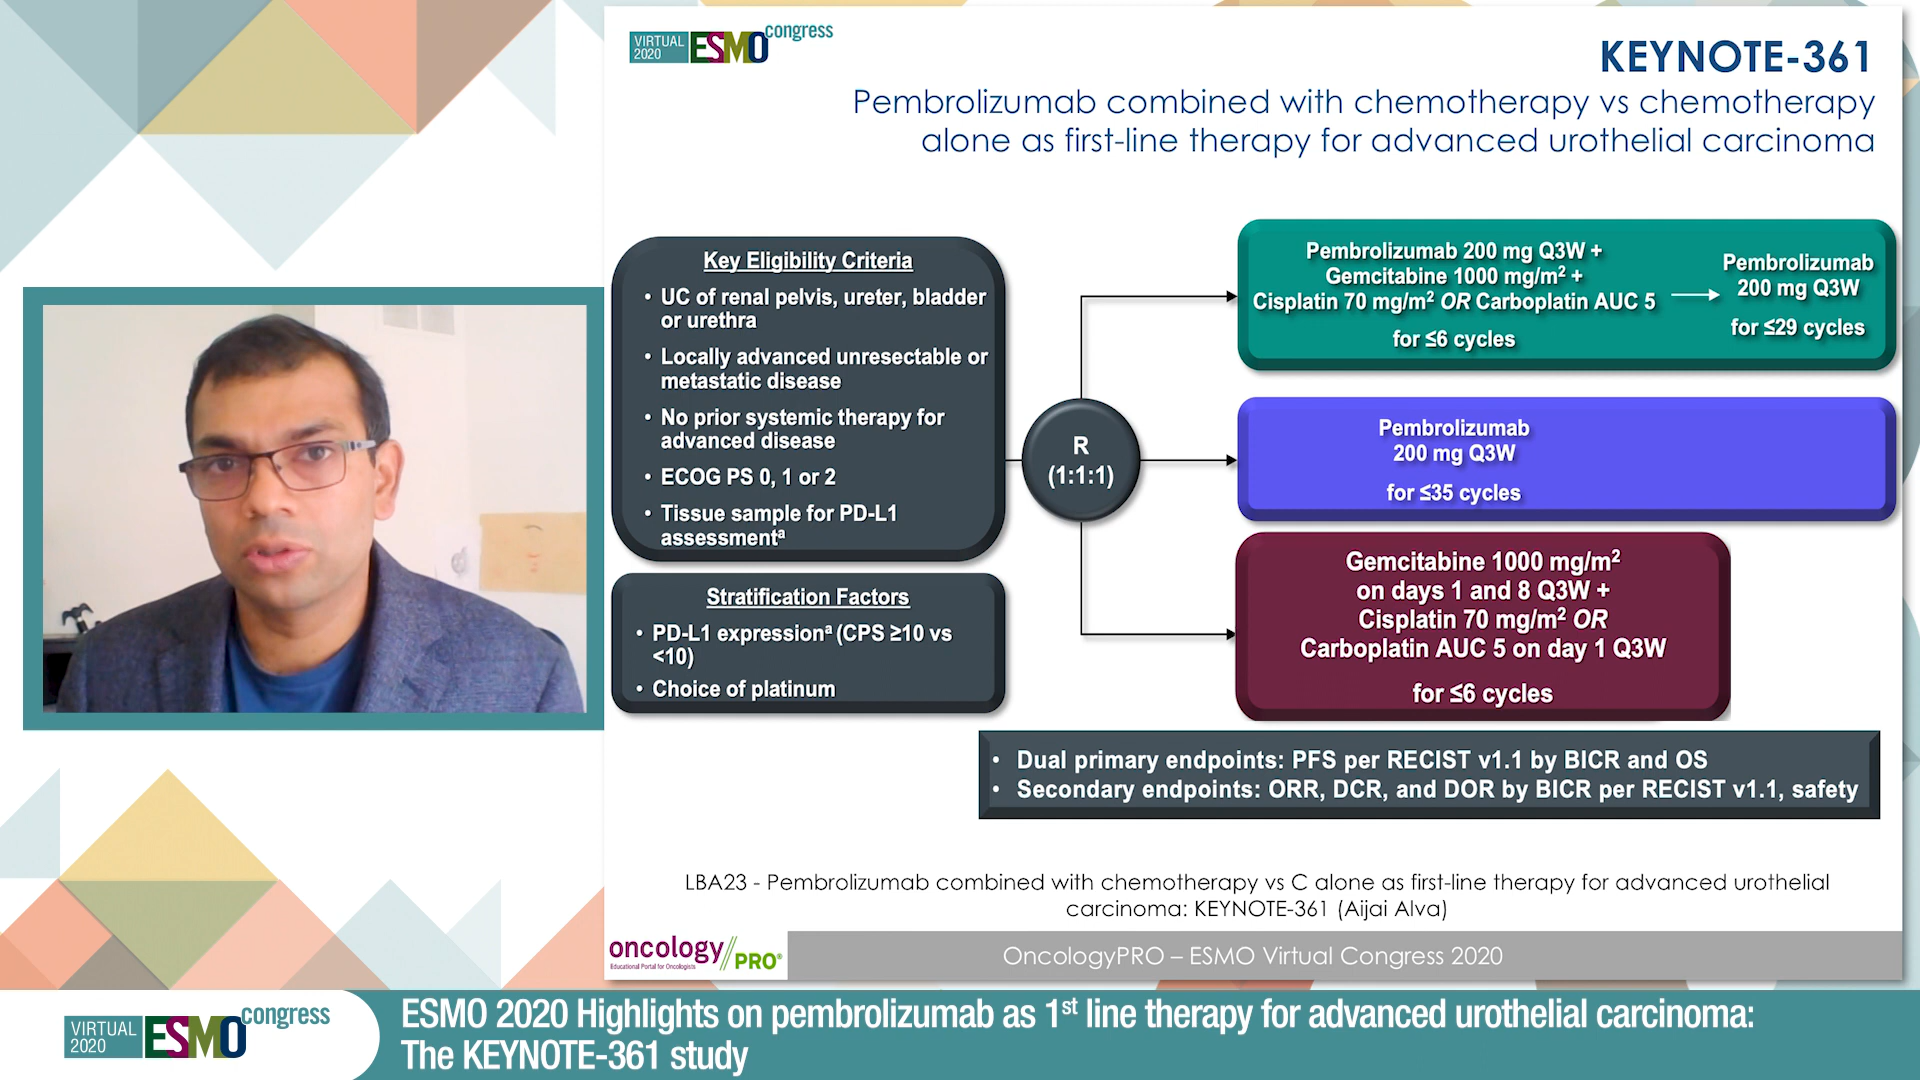 VIRTUAL
2020
ESMO congress
KEYNOTE-361
Pembrolizumab combined with chemotherapy vs chemotherapy
alone as first-line therapy for advanced urothelial carcinoma
Key Eligibility Criteria
• UC of renal pelvis, ureter, bladder
or urethra
• Locally advanced unresectable or
metastatic disease
• No prior systemic therapy for
advanced disease
• ECOG PS 0, 1 or 2
• Tissue sample for PD-L1
assessmentᵃ
Stratification Factors
• PD-L1 expressionᵃ (CPS ≥10 vs
<10)
• Choice of platinum
R
(1:1:1)
Pembrolizumab 200 mg Q3W +
Gemcitabine 1000 mg/m² +
Cisplatin 70 mg/m² OR Carboplatin AUC 5
for ≤6 cycles
Pembrolizumab
200 mg Q3W
for ≤29 cycles
Pembrolizumab
200 mg Q3W
for ≤35 cycles
Gemcitabine 1000 mg/m²
on days 1 and 8 Q3W +
Cisplatin 70 mg/m² OR
Carboplatin AUC 5 on day 1 Q3W
for ≤6 cycles
• Dual primary endpoints: PFS per RECIST v1.1 by BICR and OS
• Secondary endpoints: ORR, DCR, and DOR by BICR per RECIST v1.1, safety
LBA23 - Pembrolizumab combined with chemotherapy vs C alone as first-line therapy for advanced urothelial
carcinoma: KEYNOTE-361 (Aijai Alva)
oncology//PRO®
Educational Portal for Oncologists
OncologyPRO – ESMO Virtual Congress 2020
VIRTUAL
2020
ESMO congress
ESMO 2020 Highlights on pembrolizumab as 1st line therapy for advanced urothelial carcinoma:
The KEYNOTE-361 study